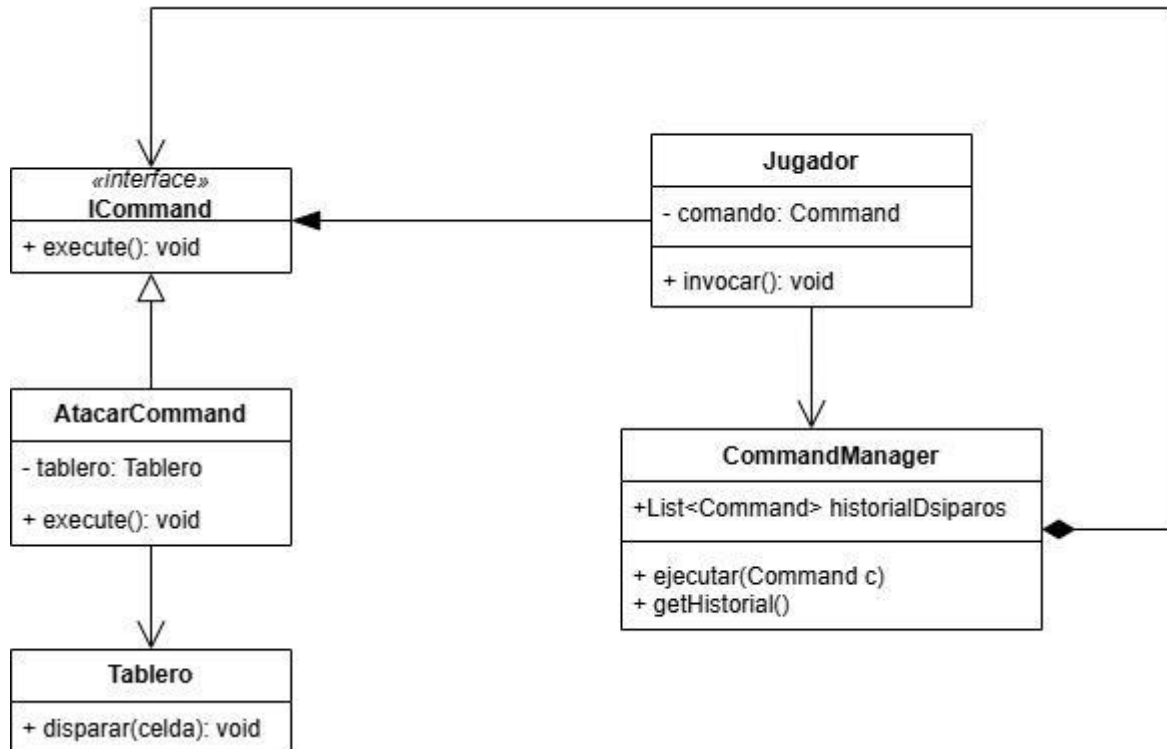 «interface»
ICommand
+ execute(): void
Jugador
- comando: Command
+ invocar(): void
AtacarCommand
- tablero: Tablero
+ execute(): void
CommandManager
+List<Command> historialDsiparos
+ ejecutar(Command c)
+ getHistorial()
Tablero
+ disparar(celda): void